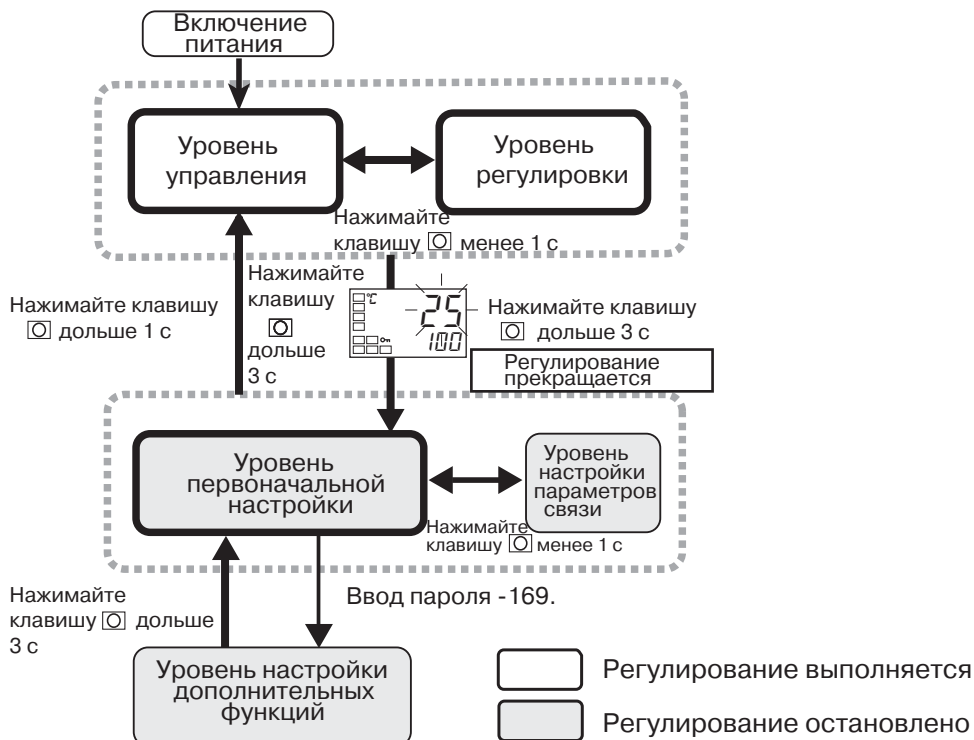 Включение
питания
Уровень
управления
Уровень
регулировки
Нажимайте
клавишу менее 1 с
Нажимайте клавишу
дольше 1 с
Нажимайте
клавишу
дольше
3 с
°C
25
100
Нажимайте клавишу
дольше 3 с
Регулирование
прекращается
Уровень
первоначальной
настройки
Уровень
настройки
параметров
связи
Нажимайте
клавишу менее 1 с
Нажимайте
клавишу дольше
3 с
Ввод пароля -169.
Уровень настройки
дополнительных
функций
Регулирование выполняется
Регулирование остановлено